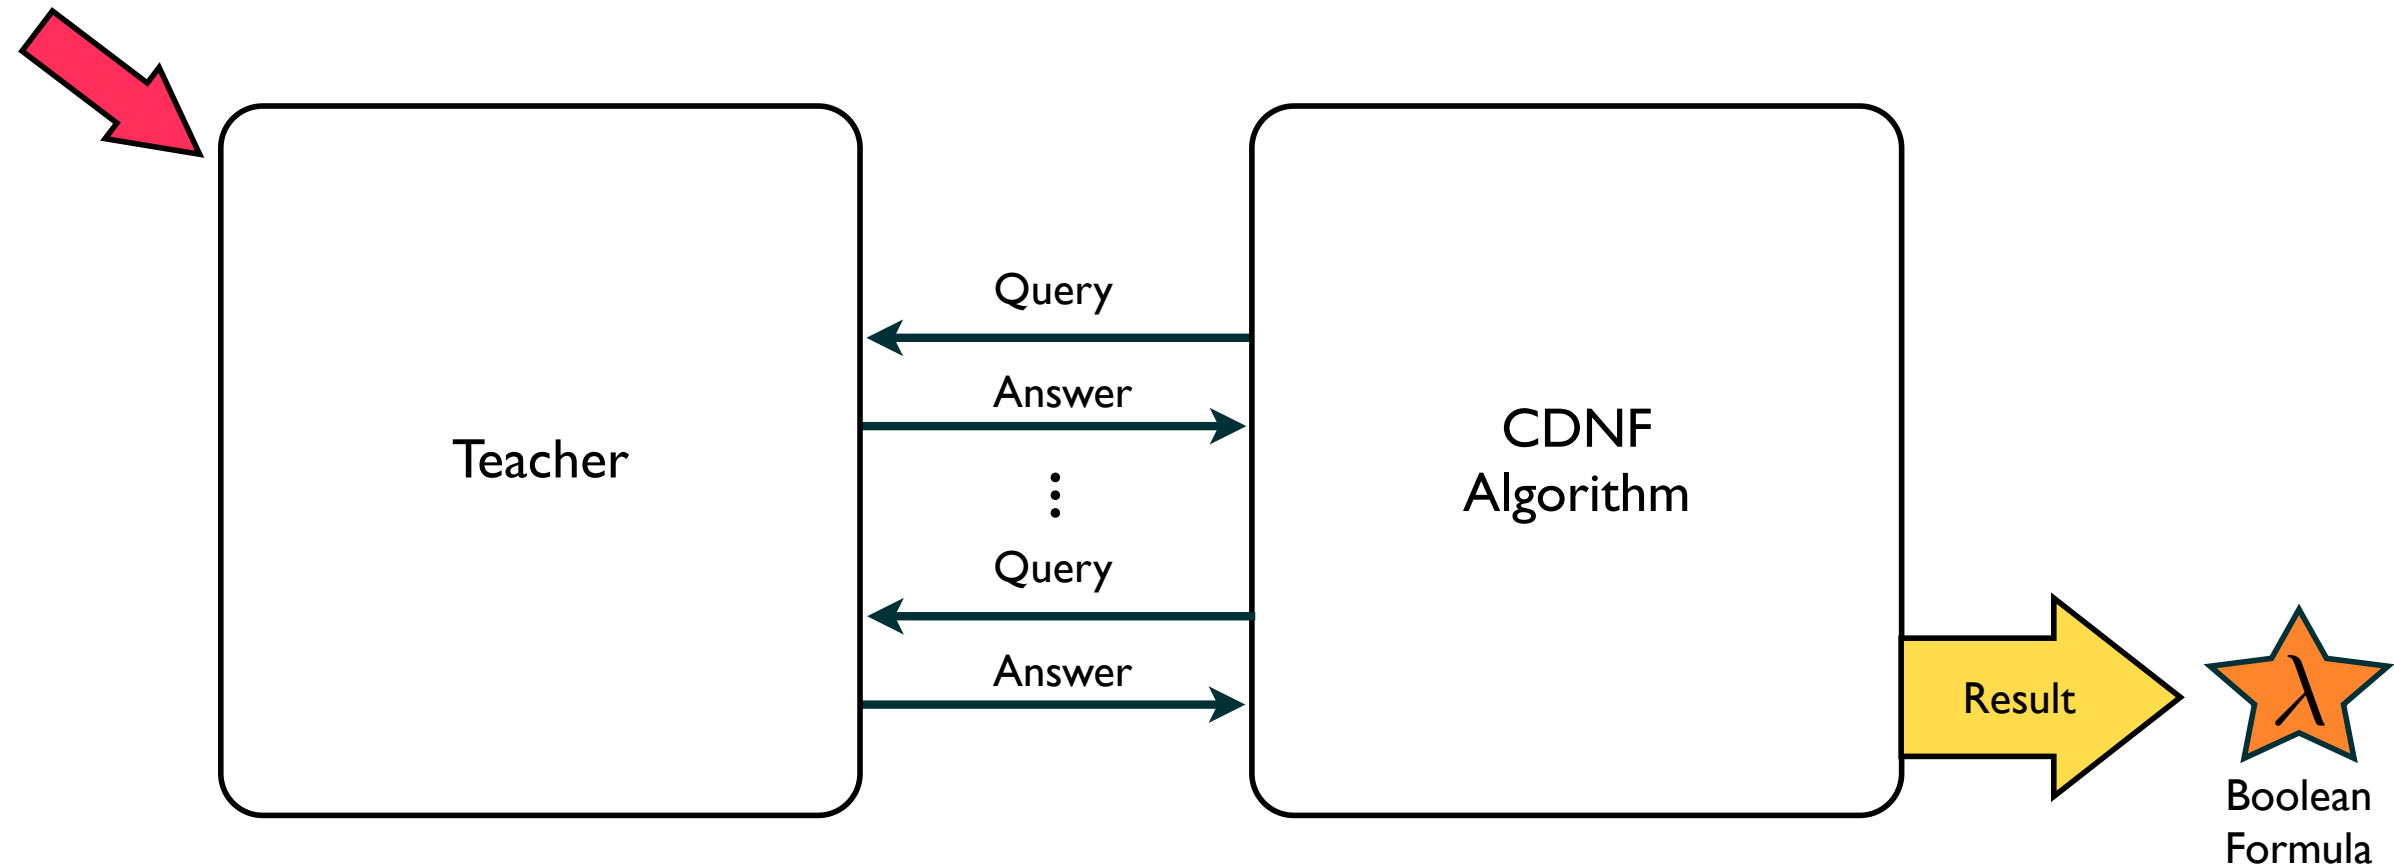 Query
Answer
Teacher
CDNF
Algorithm
Query
Answer
Result
λ
Boolean
Formula